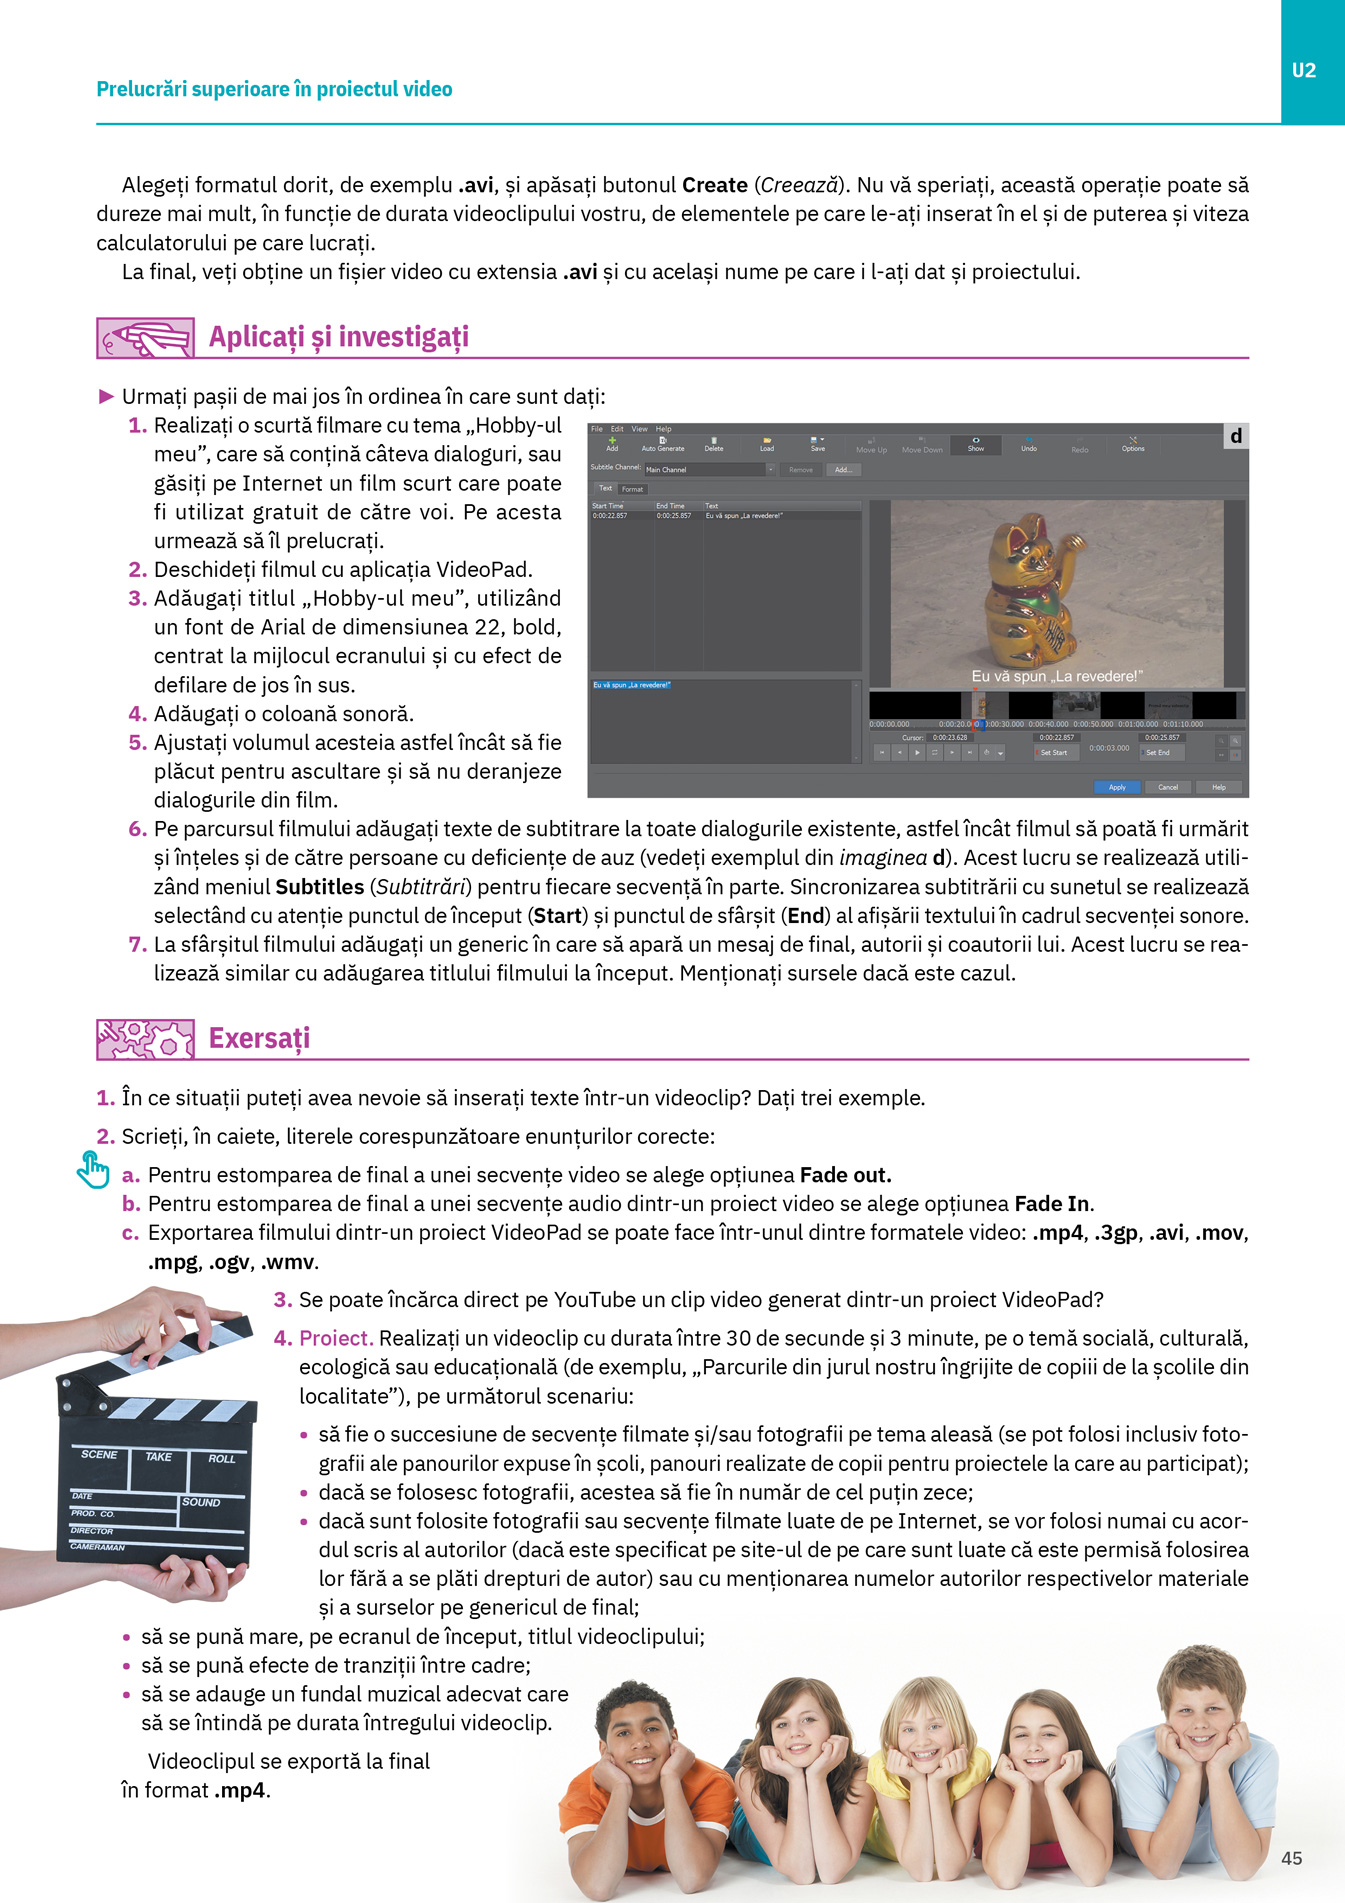 U2
Prelucrări superioare în proiectul video
Alegeți formatul dorit, de exemplu .avi, și apăsați butonul Create (Creează). Nu vă speriați, această operație poate să
dureze mai mult, în funcție de durata videoclipului vostru, de elementele pe care le-ați inserat în el și de puterea și viteza
calculatorului pe care lucrați.
La final, veți obține un fișier video cu extensia .avi și cu același nume pe care i l-ați dat și proiectului.
Aplicați și investigați
► Urmați pașii de mai jos în ordinea în care sunt dați:
1. Realizați o scurtă filmare cu tema „Hobby-ul
meu”, care să conțină câteva dialoguri, sau
găsiți pe Internet un film scurt care poate
fi utilizat gratuit de către voi. Pe acesta
urmează să îl prelucrați.
2. Deschideți filmul cu aplicația VideoPad.
3. Adăugați titlul „Hobby-ul meu”, utilizând
un font de Arial de dimensiunea 22, bold,
centrat la mijlocul ecranului și cu efect de
defilare de jos în sus.
4. Adăugați o coloană sonoră.
5. Ajustați volumul acesteia astfel încât să fie
plăcut pentru ascultare și să nu deranjeze
dialogurile din film.
File Edit View Help
d
Add Auto Generate Delete Load Save Move Up Move Down Show Undo Redo Options
Subtitle Channel: Main Channel Remove Add...
Text Format
Start Time End Time Text
0:00:22.857 0:00:25.857 Eu vă spun „La revedere!”
Eu vă spun „La revedere!”
Eu vă spun „La revedere!”
0:00:00.000 0:00:20.000 0:00:30.000 0:00:40.000 0:00:50.000 0:01:00.000 0:01:10.000
Cursor: 0:00:23.628 0:00:22.857 0:00:25.857
Set Start 0:00:03.000 Set End
Apply Cancel Help
6. Pe parcursul filmului adăugați texte de subtitrare la toate dialogurile existente, astfel încât filmul să poată fi urmărit
și înțeles și de către persoane cu deficiențe de auz (vedeți exemplul din imaginea d). Acest lucru se realizează utili-
zând meniul Subtitles (Subtitrări) pentru fiecare secvență în parte. Sincronizarea subtitrării cu sunetul se realizează
selectând cu atenție punctul de început (Start) și punctul de sfârșit (End) al afișării textului în cadrul secvenței sonore.
7. La sfârșitul filmului adăugați un generic în care să apară un mesaj de final, autorii și coautorii lui. Acest lucru se rea-
lizează similar cu adăugarea titlului filmului la început. Menționați sursele dacă este cazul.
Exersați
1. În ce situații puteți avea nevoie să inserați texte într-un videoclip? Dați trei exemple.
2. Scrieți, în caiete, literele corespunzătoare enunțurilor corecte:
a. Pentru estomparea de final a unei secvențe video se alege opțiunea Fade out.
b. Pentru estomparea de final a unei secvențe audio dintr-un proiect video se alege opțiunea Fade In.
c. Exportarea filmului dintr-un proiect VideoPad se poate face într-unul dintre formatele video: .mp4, .3gp, .avi, .mov,
.mpg, .ogv, .wmv.
3. Se poate încărca direct pe YouTube un clip video generat dintr-un proiect VideoPad?
4. Proiect. Realizați un videoclip cu durata între 30 de secunde și 3 minute, pe o temă socială, culturală,
ecologică sau educațională (de exemplu, „Parcurile din jurul nostru îngrijite de copiii de la școlile din
localitate”), pe următorul scenariu:
• să fie o succesiune de secvențe filmate și/sau fotografii pe tema aleasă (se pot folosi inclusiv foto-
grafii ale panourilor expuse în școli, panouri realizate de copii pentru proiectele la care au participat);
• dacă se folosesc fotografii, acestea să fie în număr de cel puțin zece;
• dacă sunt folosite fotografii sau secvențe filmate luate de pe Internet, se vor folosi numai cu acor-
dul scris al autorilor (dacă este specificat pe site-ul de pe care sunt luate că este permisă folosirea
lor fără a se plăti drepturi de autor) sau cu menționarea numelor autorilor respectivelor materiale
și a surselor pe genericul de final;
SCENE TAKE ROLL
DATE SOUND
PROD. CO.
DIRECTOR
CAMERAMAN
• să se pună mare, pe ecranul de început, titlul videoclipului;
• să se pună efecte de tranziții între cadre;
• să se adauge un fundal muzical adecvat care
să se întindă pe durata întregului videoclip.
Videoclipul se exportă la final
în format .mp4.
45